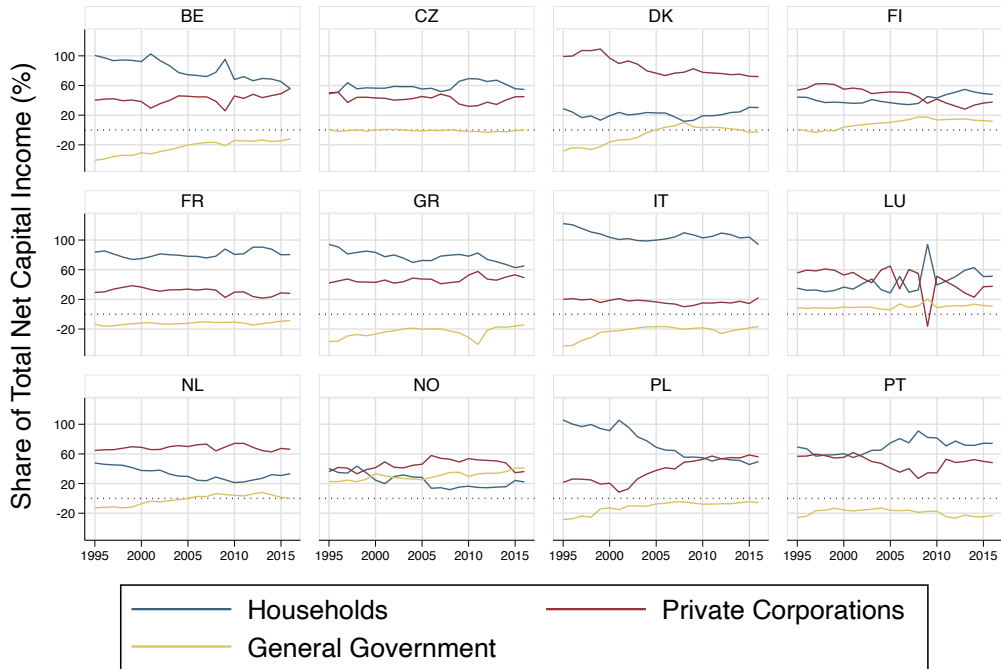 Share of Total Net Capital Income (%)
BE CZ DK FI
100
60
20
-20
FR GR IT LU
100
60
20
-20
NL NO PL PT
100
60
20
-20
1995 2000 2005 2010 2015 1995 2000 2005 2010 2015 1995 2000 2005 2010 2015 1995 2000 2005 2010 2015
Households Private Corporations
General Government